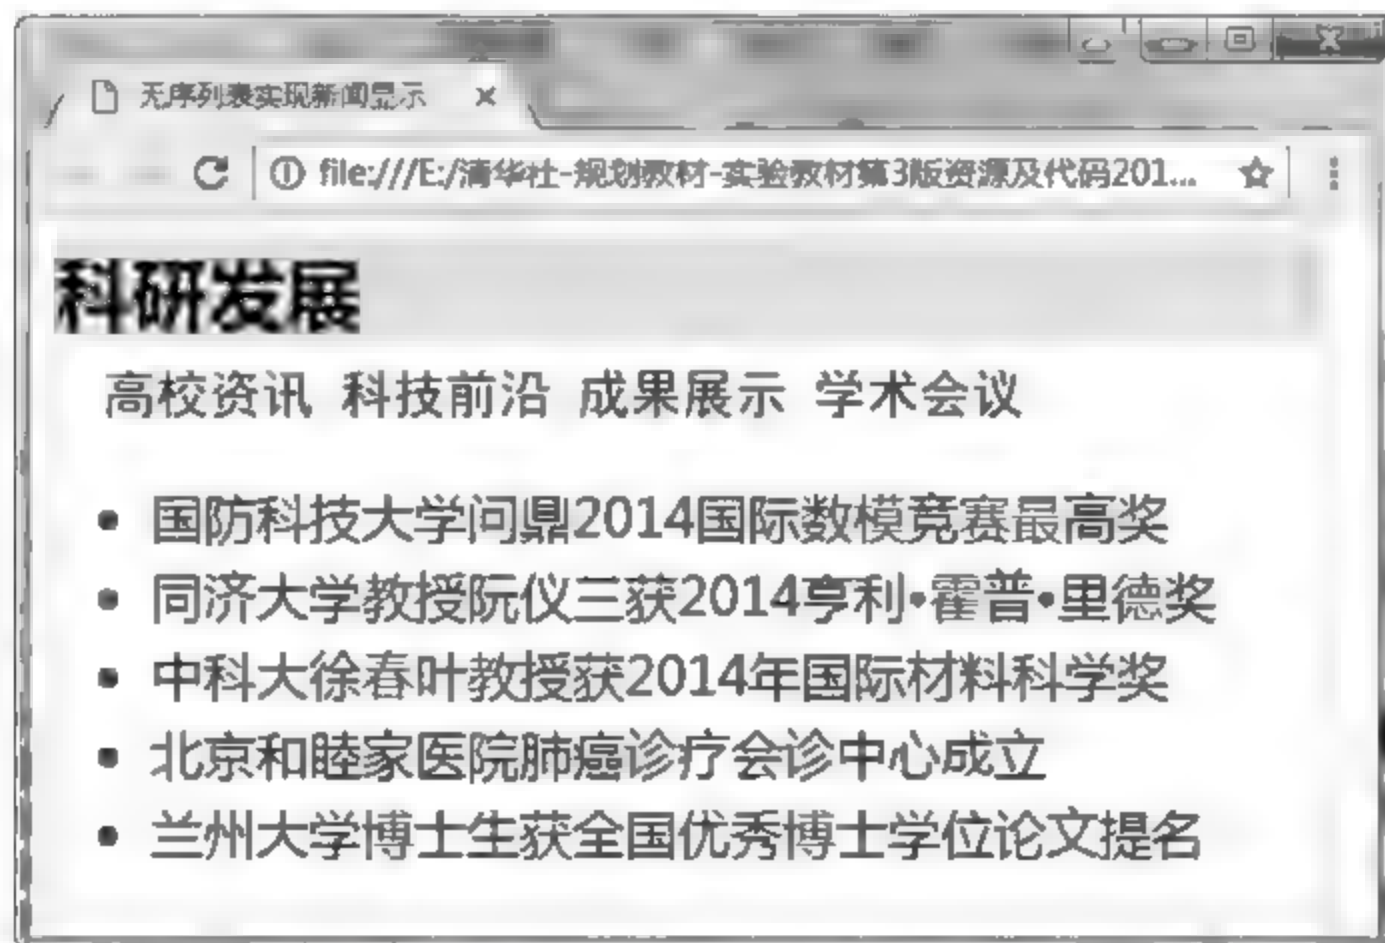 无序列表实现新闻显示
file:///E:/清华社-规划教材-实验教材第3版资源及代码201...
科研发展
高校资讯 科技前沿 成果展示 学术会议
• 国防科技大学问鼎2014国际数模竞赛最高奖
• 同济大学教授阮仪三获2014亨利•霍普•里德奖
• 中科大徐春叶教授获2014年国际材料科学奖
• 北京和睦家医院肺癌诊疗会诊中心成立
• 兰州大学博士生获全国优秀博士学位论文提名